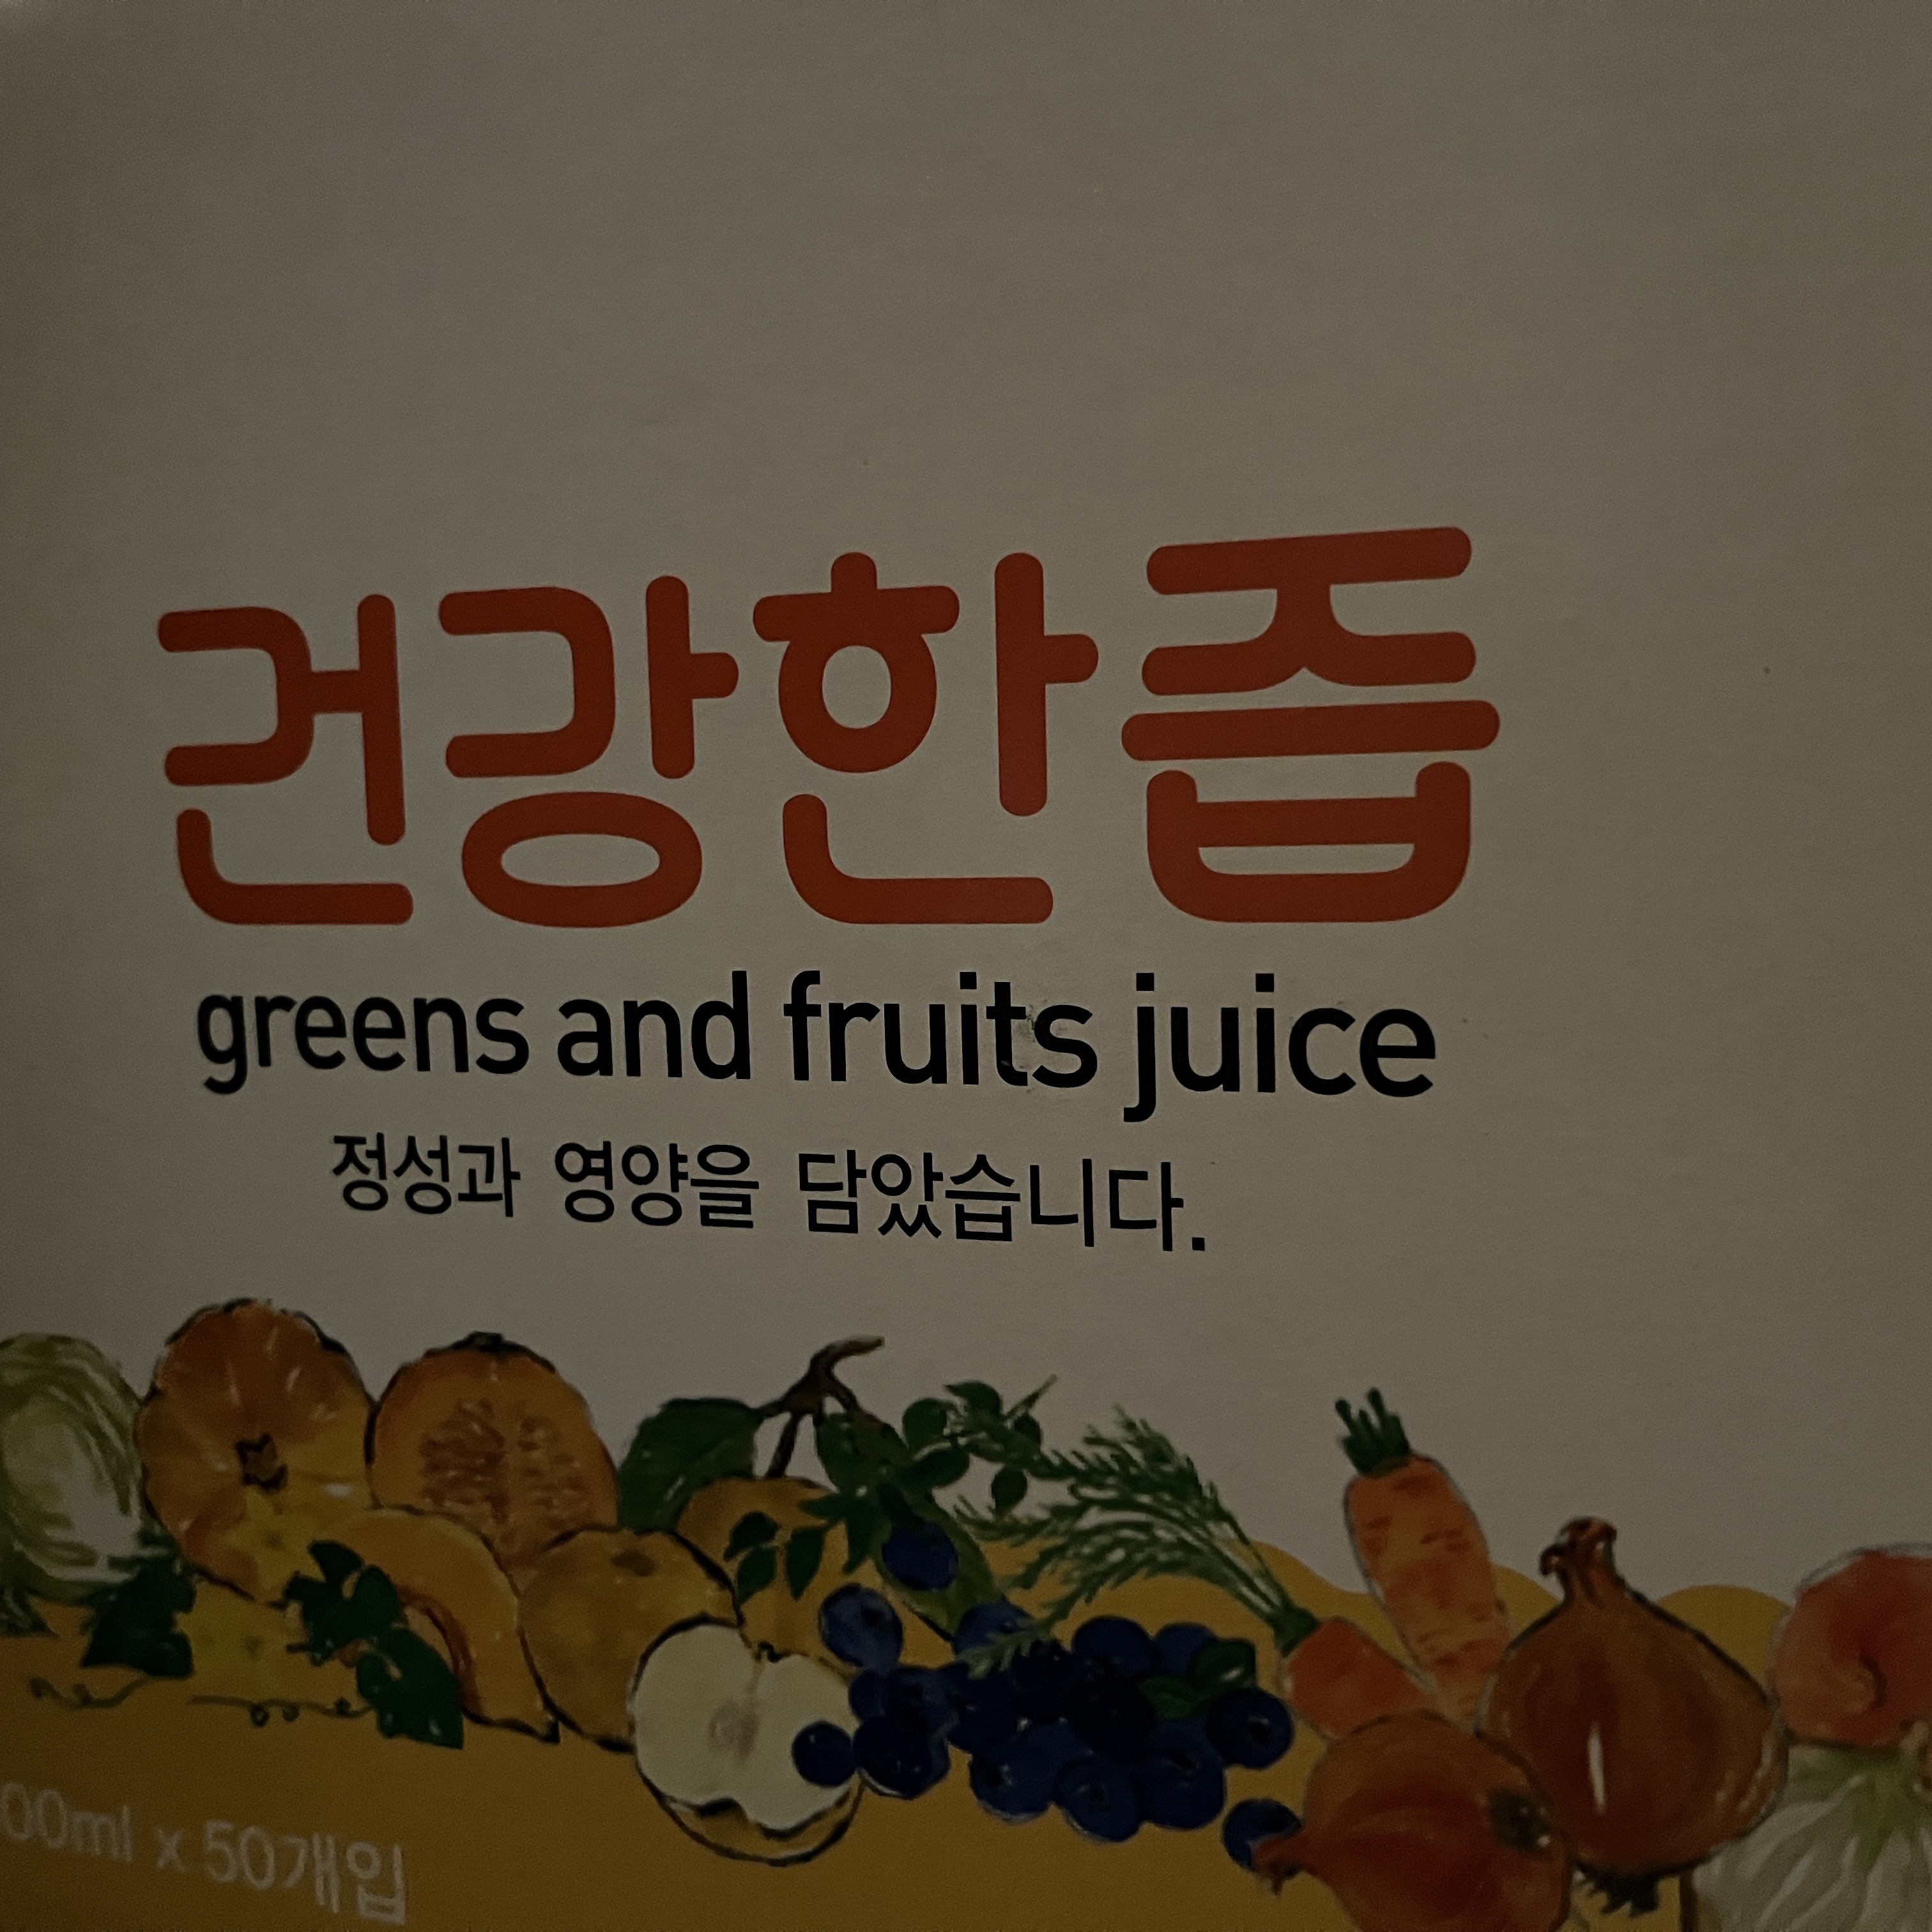 건강한즙
greens and fruits juice
정성과 영양을 담았습니다.
00ml x 50개입